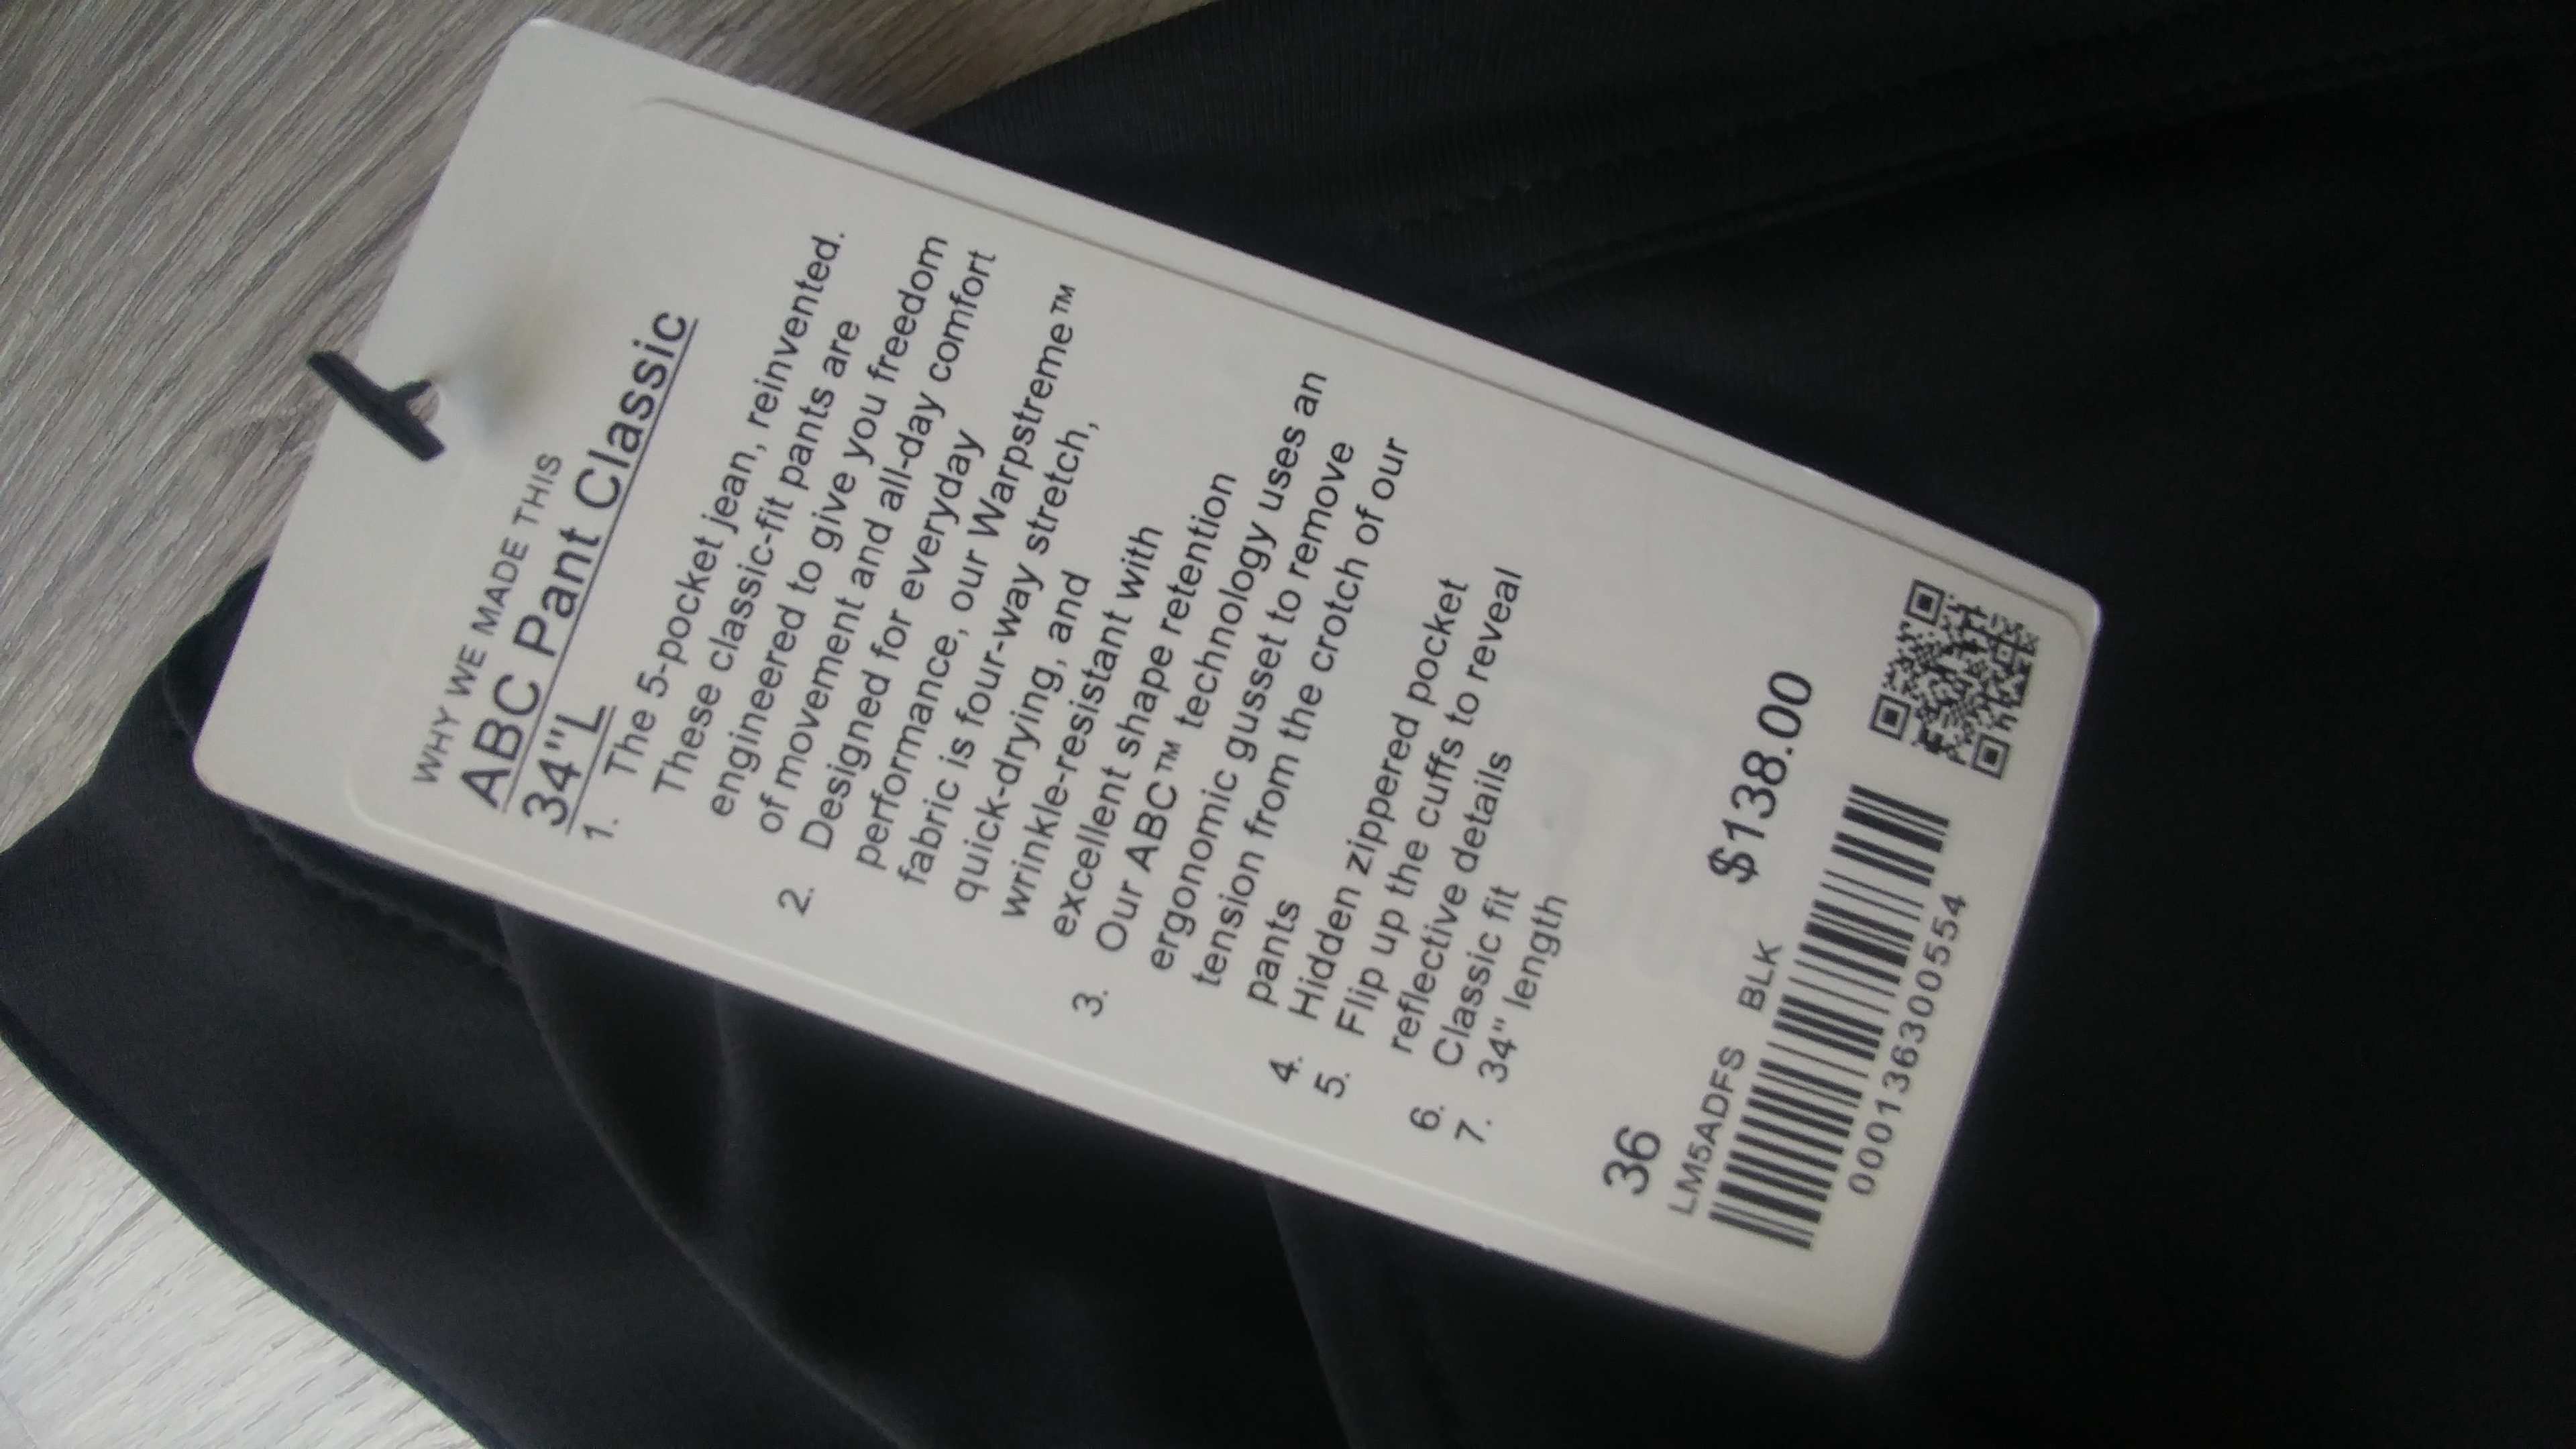 WHY WE MADE THIS
ABC Pant Classic
34"L
1. The 5-pocket jean, reinvented.
These classic-fit pants are
engineered to give you freedom
of movement and all-day comfort
2. Designed for everyday
performance, our Warpstreme™
fabric is four-way stretch,
quick-drying, and
wrinkle-resistant with
excellent shape retention
3. Our ABC™ technology uses an
ergonomic gusset to remove
tension from the crotch of our
pants
4. Hidden zippered pocket
5. Flip up the cuffs to reveal
reflective details
6. Classic fit
7. 34" length
36 $138.00
LM5ADFS BLK
0001363000554